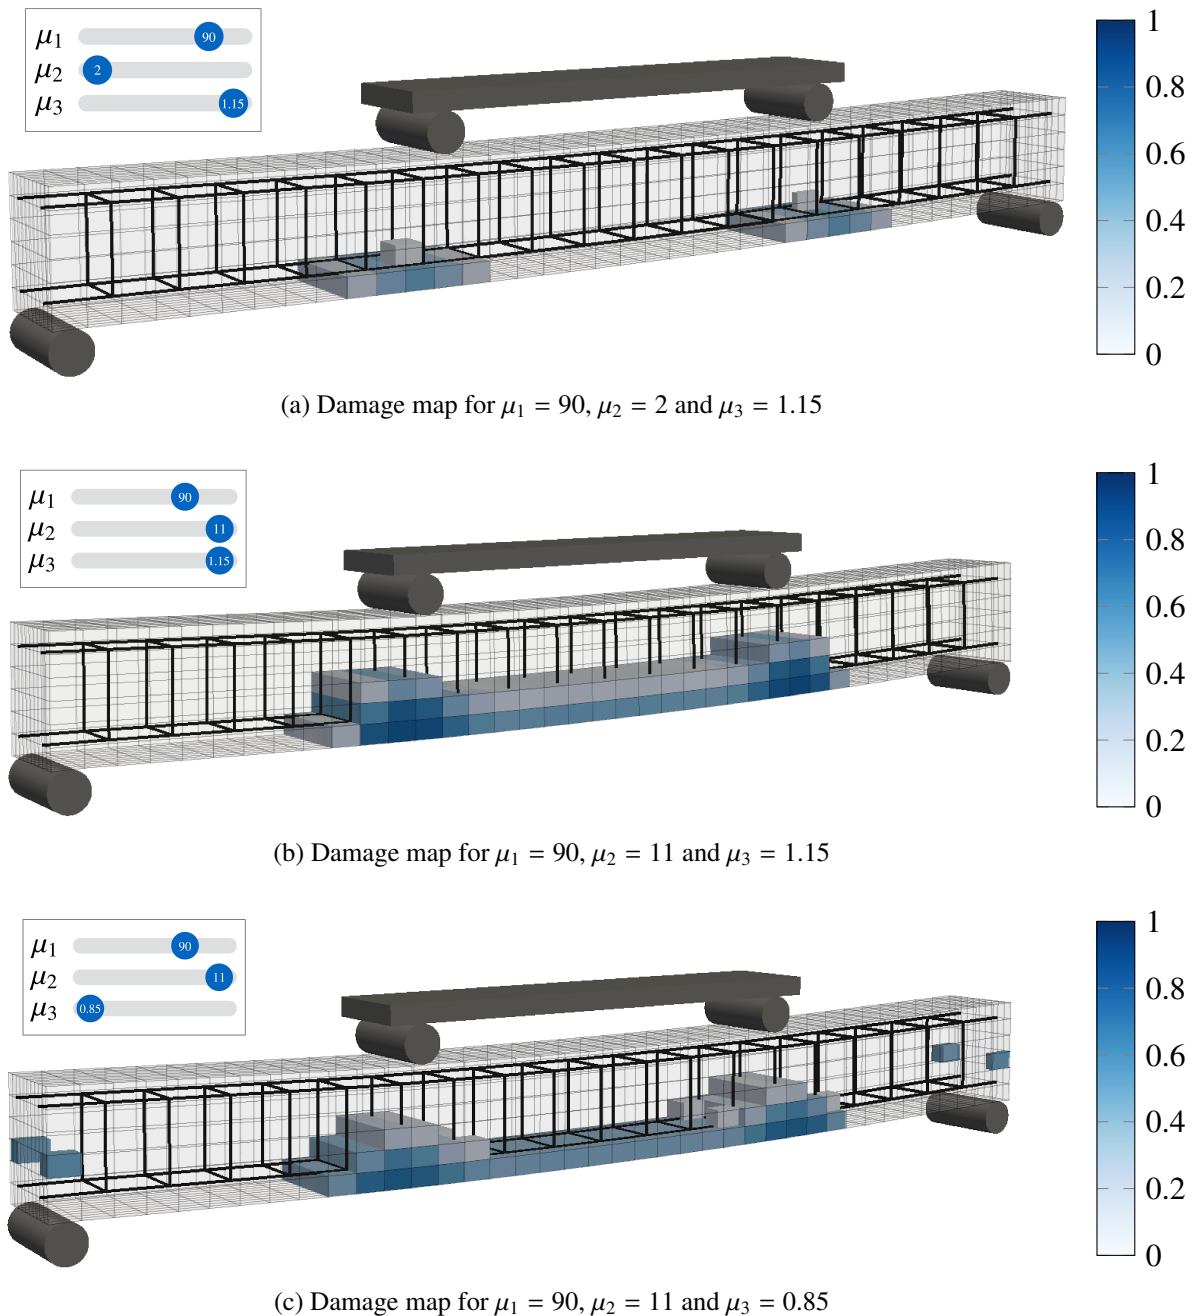 μ₁ 90
μ₂ 2
μ₃ 1.15
1
0.8
0.6
0.4
0.2
0
(a) Damage map for μ₁ = 90, μ₂ = 2 and μ₃ = 1.15
μ₁ 90
μ₂ 11
μ₃ 1.15
1
0.8
0.6
0.4
0.2
0
(b) Damage map for μ₁ = 90, μ₂ = 11 and μ₃ = 1.15
μ₁ 90
μ₂ 11
μ₃ 0.85
1
0.8
0.6
0.4
0.2
0
(c) Damage map for μ₁ = 90, μ₂ = 11 and μ₃ = 0.85